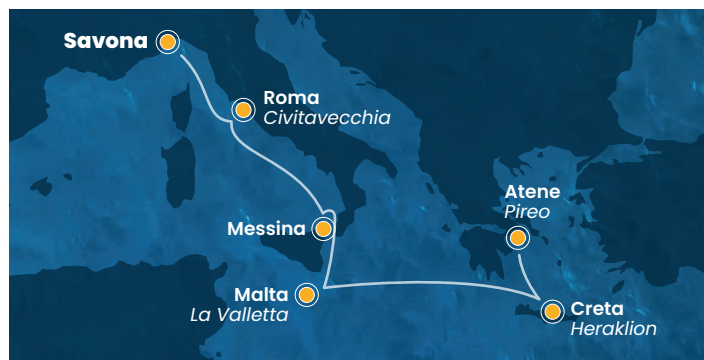 Savona
Roma
Civitavecchia
Messina
Malta
La Valletta
Atene
Pireo
Creta
Heraklion